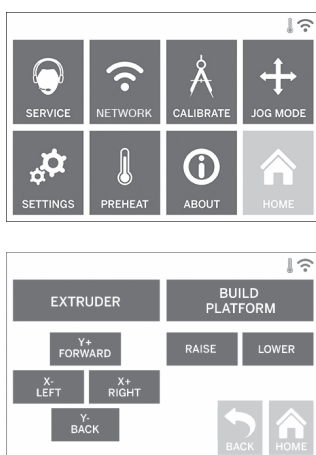 SERVICE NETWORK CALIBRATE JOG MODE
SETTINGS PREHEAT ABOUT HOME
EXTRUDER
BUILD
PLATFORM
Y+
FORWARD
RAISE LOWER
X-
LEFT
X+
RIGHT
Y-
BACK
BACK HOME